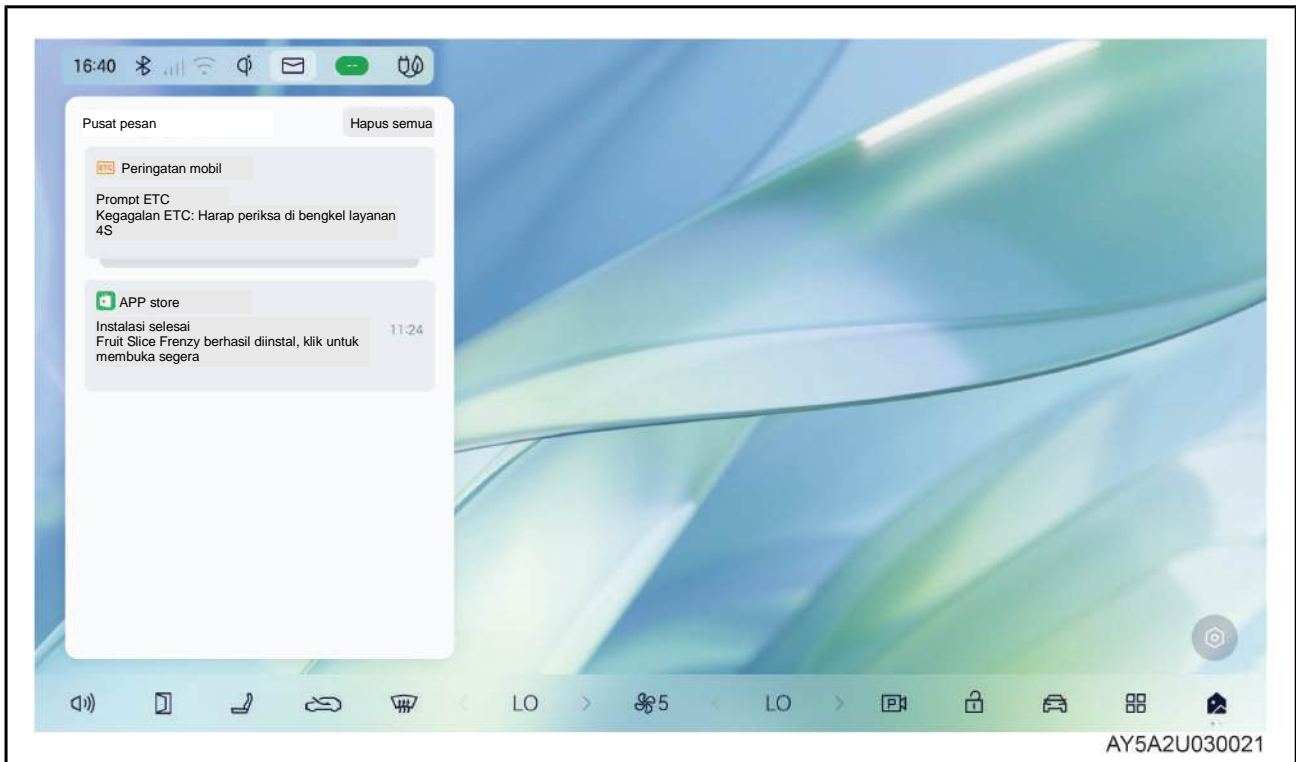 16:40
Pusat pesan
Hapus semua
ETC Peringatan mobil
Prompt ETC
Kegagalan ETC: Harap periksa di bengkel layanan
4S
APP store
Instalasi selesai
11:24
Fruit Slice Frenzy berhasil diinstal, klik untuk
membuka segera
LO
5
LO
P
AY5A2U030021